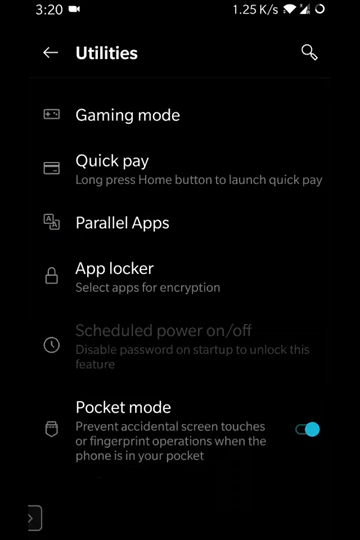 3:20 1.25 K/s
Utilities
Gaming mode
Quick pay
Long press Home button to launch quick pay
Parallel Apps
App locker
Select apps for encryption
Scheduled power on/off
Disable password on startup to unlock this
feature
Pocket mode
Prevent accidental screen touches
or fingerprint operations when the
phone is in your pocket